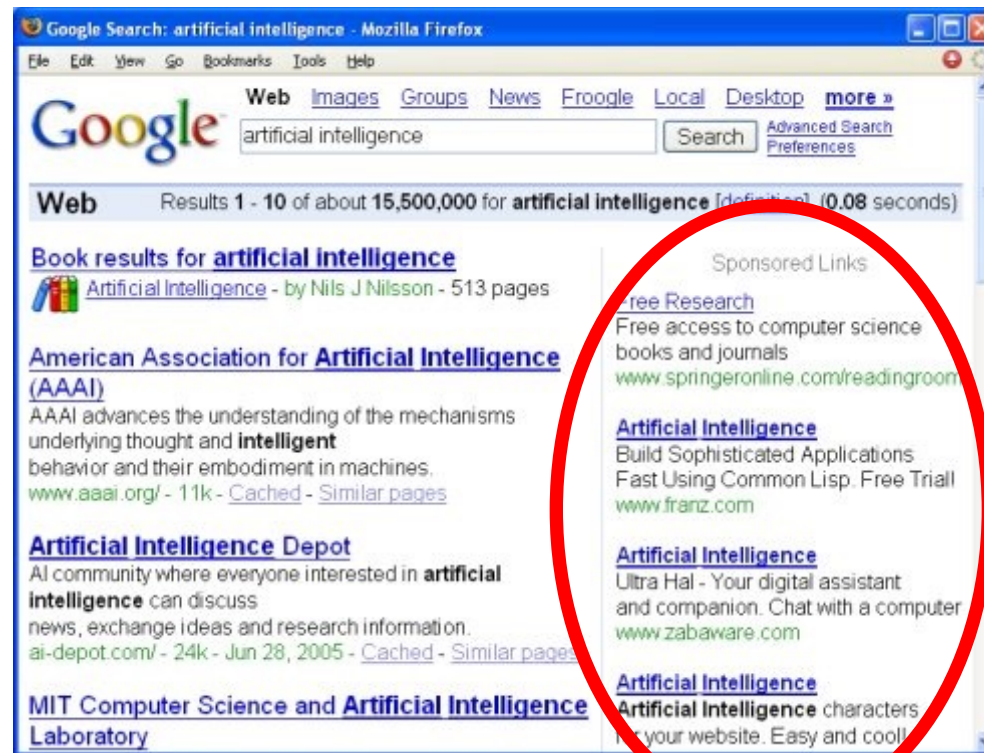 Google Search: artificial intelligence - Mozilla Firefox
File Edit View Go Bookmarks Tools Help
Web Images Groups News Froogle Local Desktop more »
Google
artificial intelligence
Search
Advanced Search
Preferences
Web Results 1 - 10 of about 15,500,000 for artificial intelligence [definition]. (0.08 seconds)
Book results for artificial intelligence
Artificial Intelligence - by Nils J Nilsson - 513 pages
American Association for Artificial Intelligence
(AAAI)
AAAI advances the understanding of the mechanisms
underlying thought and intelligent
behavior and their embodiment in machines.
www.aaai.org/ - 11k - Cached - Similar pages
Artificial Intelligence Depot
AI community where everyone interested in artificial
intelligence can discuss
news, exchange ideas and research information.
ai-depot.com/ - 24k - Jun 28, 2005 - Cached - Similar pages
MIT Computer Science and Artificial Intelligence
Laboratory
Sponsored Links
Free Research
Free access to computer science
books and journals
www.springeronline.com/readingroom
Artificial Intelligence
Build Sophisticated Applications
Fast Using Common Lisp. Free Trial!
www.franz.com
Artificial Intelligence
Ultra Hal - Your digital assistant
and companion. Chat with a computer
www.zabaware.com
Artificial Intelligence
Artificial Intelligence characters
for your website. Easy and cool!